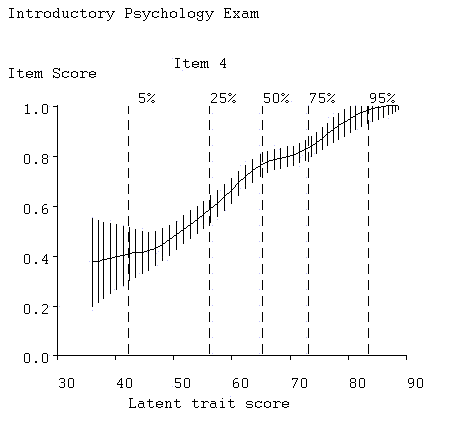 Introductory Psychology Exam
Item 4
Item Score
5% 25% 50% 75% 95%
1.0
0.8
0.6
0.4
0.2
0.0
30 40 50 60 70 80 90
Latent trait score